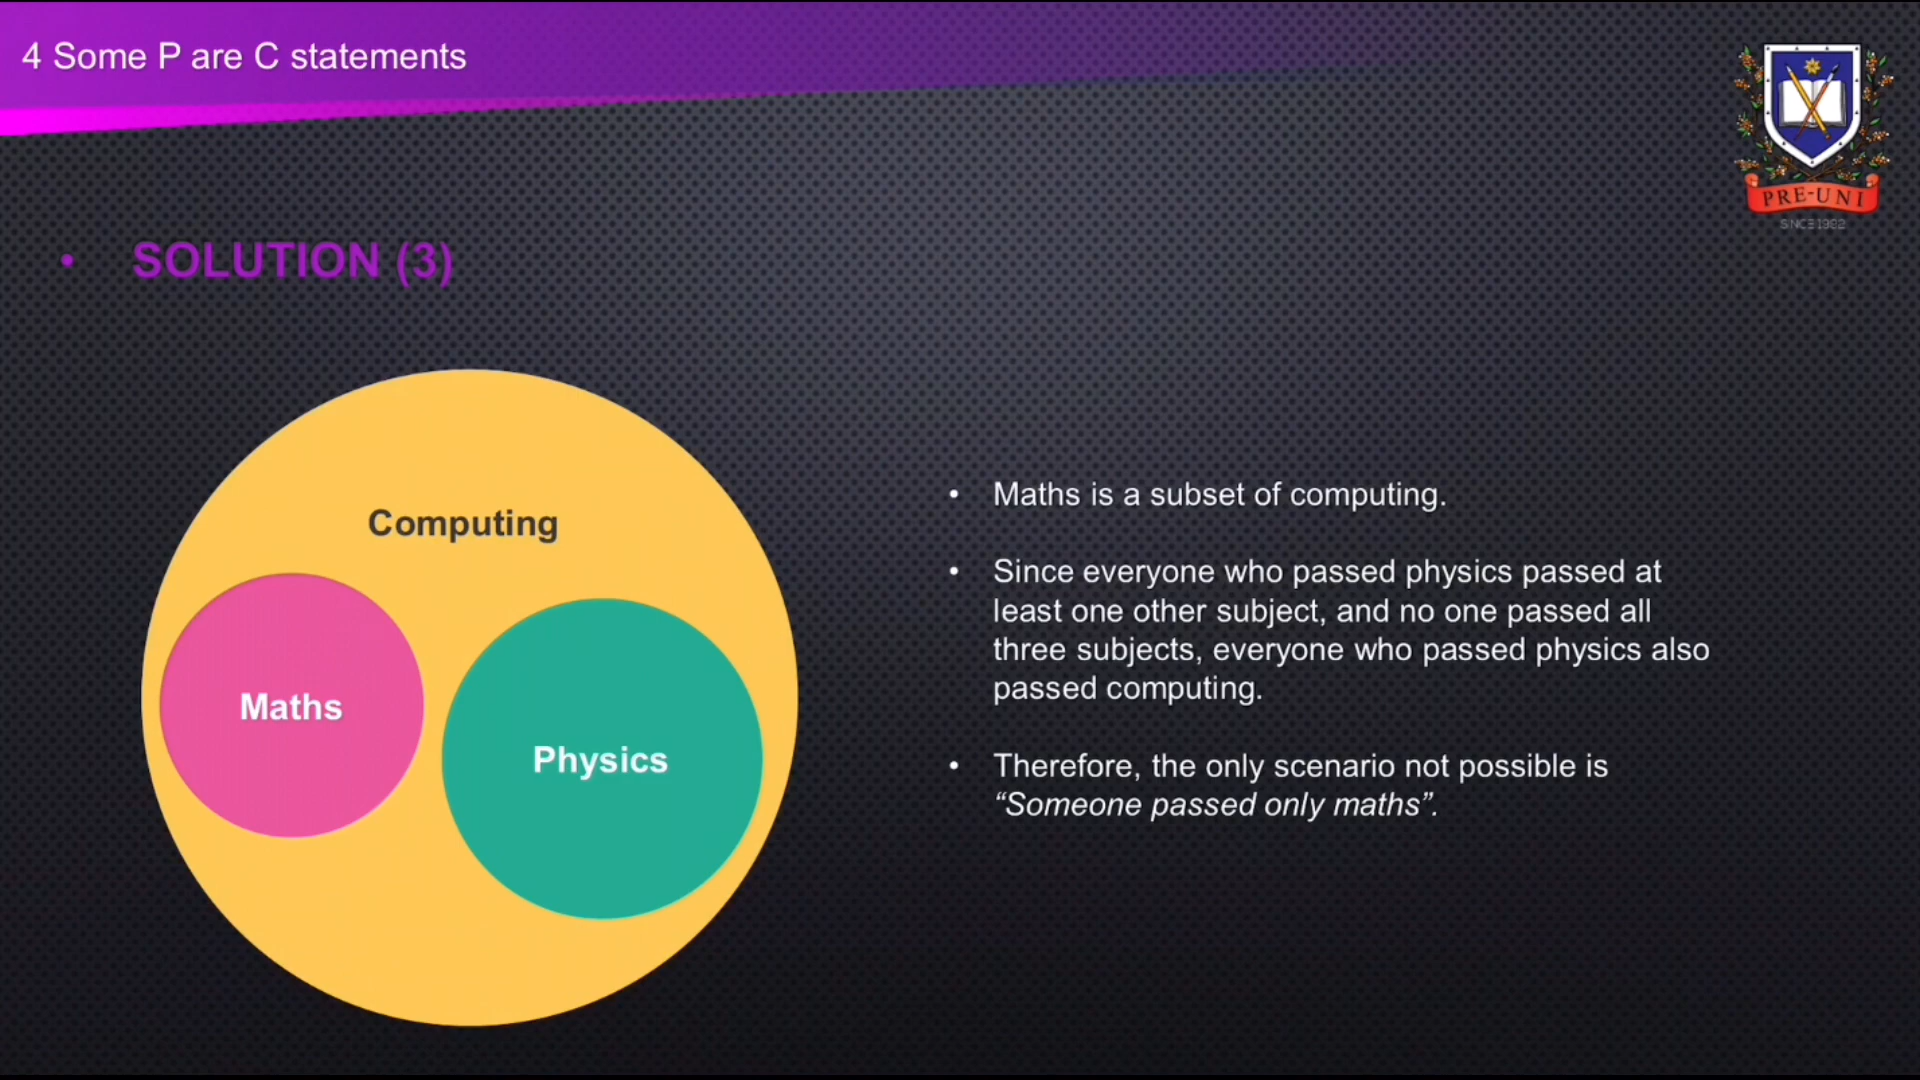 4 Some P are C statements
PRE-UNI
SINCE 1992
• SOLUTION (3)
Computing
Maths
Physics
• Maths is a subset of computing.
• Since everyone who passed physics passed at
least one other subject, and no one passed all
three subjects, everyone who passed physics also
passed computing.
• Therefore, the only scenario not possible is
“Someone passed only maths”.